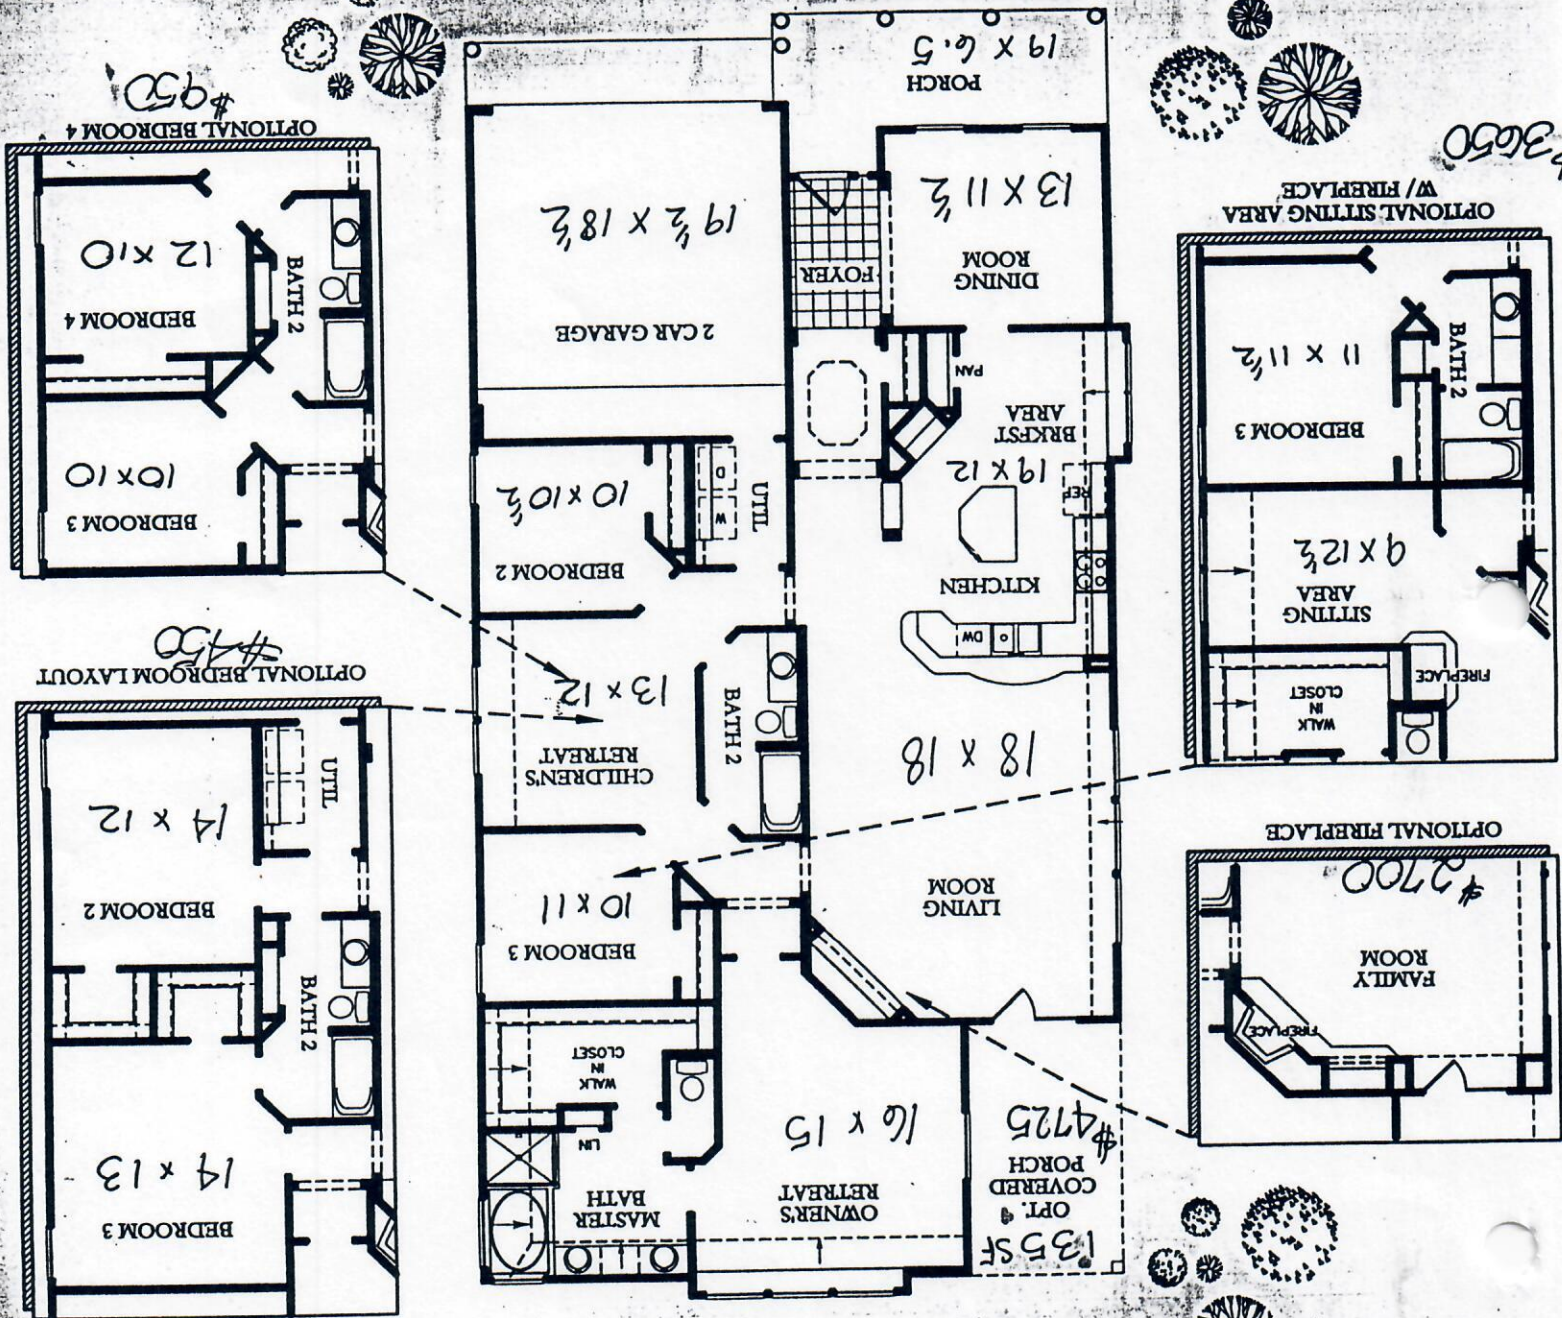 FIREPLACE
FAMILY
ROOM
$2700
OPTIONAL FIREPLACE
WALK
IN
CLOSET
FIREPLACE
SITTING
AREA
9 x 12½
BEDROOM 3
11 x 11½
BATH 2
OPTIONAL SITTING AREA
W/ FIREPLACE
$3650
135 SF
OPT.
COVERED
PORCH
$4725
OWNER'S
RETREAT
16 x 15
MASTER
BATH
LIN
WALK
IN
CLOSET
LIVING
ROOM
18 x 18
BEDROOM 3
10 x 11
CHILDREN'S
RETREAT
13 x 12
BATH 2
DW
KITCHEN
REF
19 x 12
BRKFST
AREA
PAN
BEDROOM 2
10 x 10½
UTIL
W
D
2 CAR GARAGE
19½ x 18½
DINING
ROOM
13 x 11½
FOYER
PORCH
19 x 6.5
BEDROOM 3
14 x 13
BATH 2
BEDROOM 2
14 x 12
UTIL
OPTIONAL BEDROOM LAYOUT
$450
BEDROOM 3
10 x 10
BEDROOM 4
12 x 10
BATH 2
OPTIONAL BEDROOM 4
$950